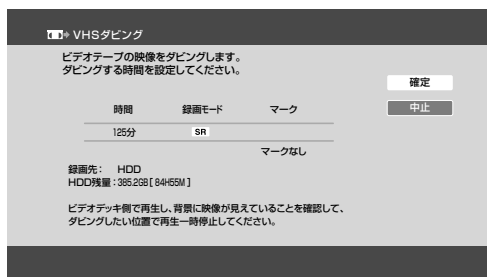 VHSダビング
ビデオテープの映像をダビングします。
ダビングする時間を設定してください。
確定
中止
時間 録画モード マーク
125分 SR
マークなし
録画先： HDD
HDD残量：385.2GB[ 84H55M ]
ビデオデッキ側で再生し、背景に映像が見えていることを確認して、
ダビングしたい位置で再生一時停止してください。